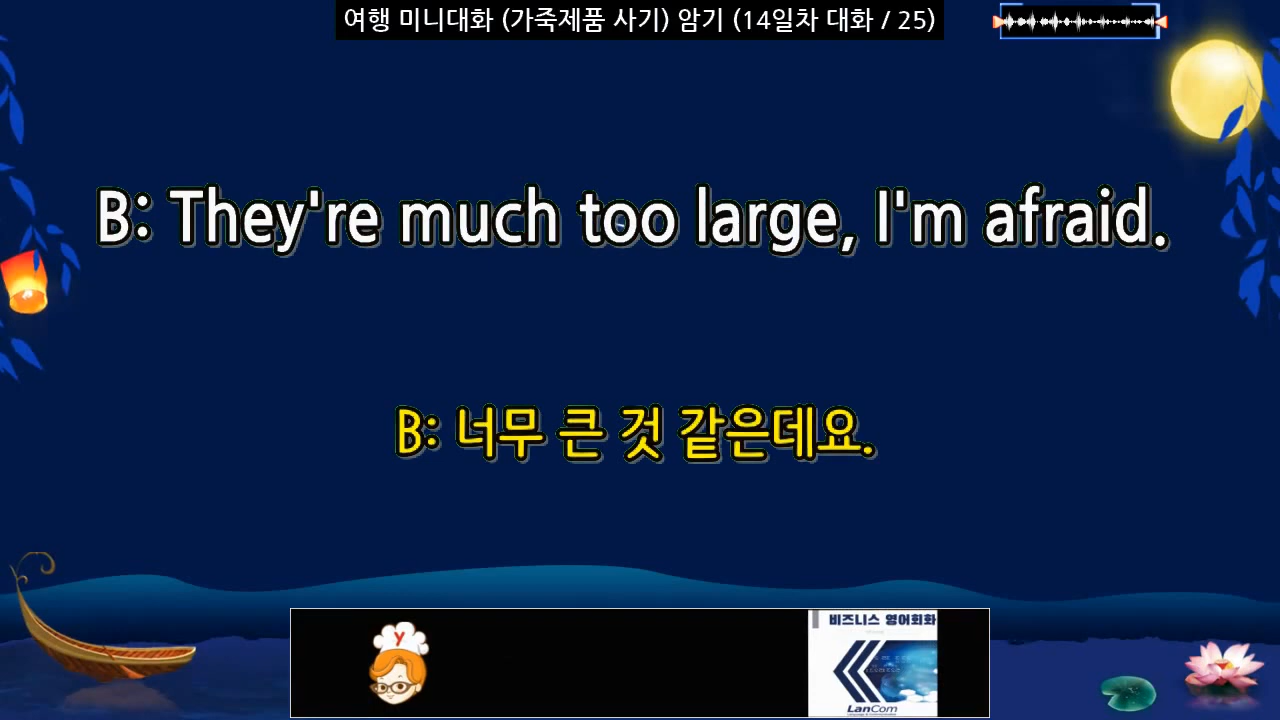 여행 미니대화 (가죽제품 사기) 암기 (14일차 대화 / 25)
B: They're much too large, I'm afraid.
B: 너무 큰 것 같은데요.
Y
비즈니스 영어회화
LanCom